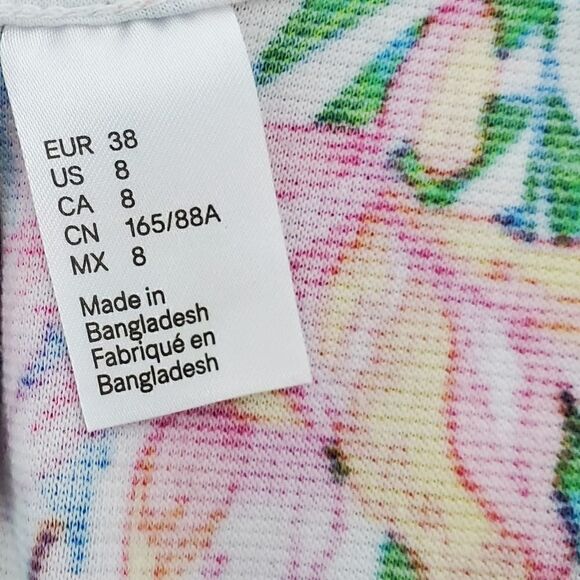 EUR 38
US 8
CA 8
CN 165/88A
MX 8
Made in
Bangladesh
Fabriqué en
Bangladesh